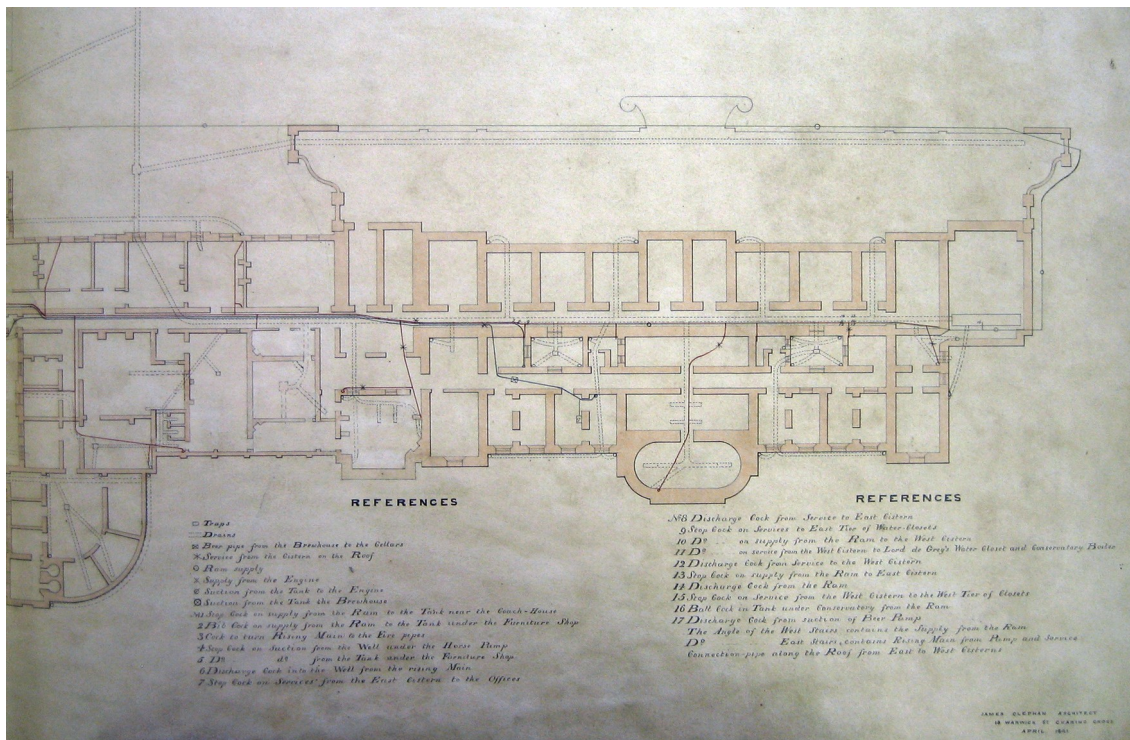 REFERENCES
Traps
Drains
Beer pipe from the Brewhouse to the Cellars
Service from the Cistern on the Roof
Ram supply
Supply from the Engine
Suction from the Tank to the Engine
Suction from the Tank the Brewhouse
No1 Stop Cock on supply from the Ram to the Tank near the Coach-House
2 Bib Cock on supply from the Ram to the Tank under the Furniture Shop
3 Cock to turn Rising Main to the Fire pipes
4 Stop Cock on Suction from the Well under the Horse Pump
5 Do do from the Tank under the Furniture Shop
6 Discharge Cock into the Well from the rising Main
7 Stop Cock on Services from the East Cistern to the Offices
REFERENCES
No8 Discharge Cock from Service to East Cistern
9 Stop Cock on Services to East Tier of Water-Closets
10 Do .. on supply from the Ram to the West Cistern
11 Do on service from the West Cistern to Lord de Grey's Water Closet and Conservatory Boiler
12 Discharge Cock from Service to the West Cistern
13 Stop Cock on supply from the Ram to East Cistern
14 Discharge Cock from the Ram
15 Stop Cock on Service from the West Cistern to the West Tier of Closets
16 Ball Cock in Tank under Conservatory from the Ram
17 Discharge Cock from suction of Beer Pumps
The Angle of the West Stairs contains the Supply from the Ram
Do East Stairs, contains Rising Main from Pump and Service
Connection-pipe along the Roof from East to West Cisterns
JAMES CLEPHAN ARCHITECT
ST CHARING CROSS
APRIL